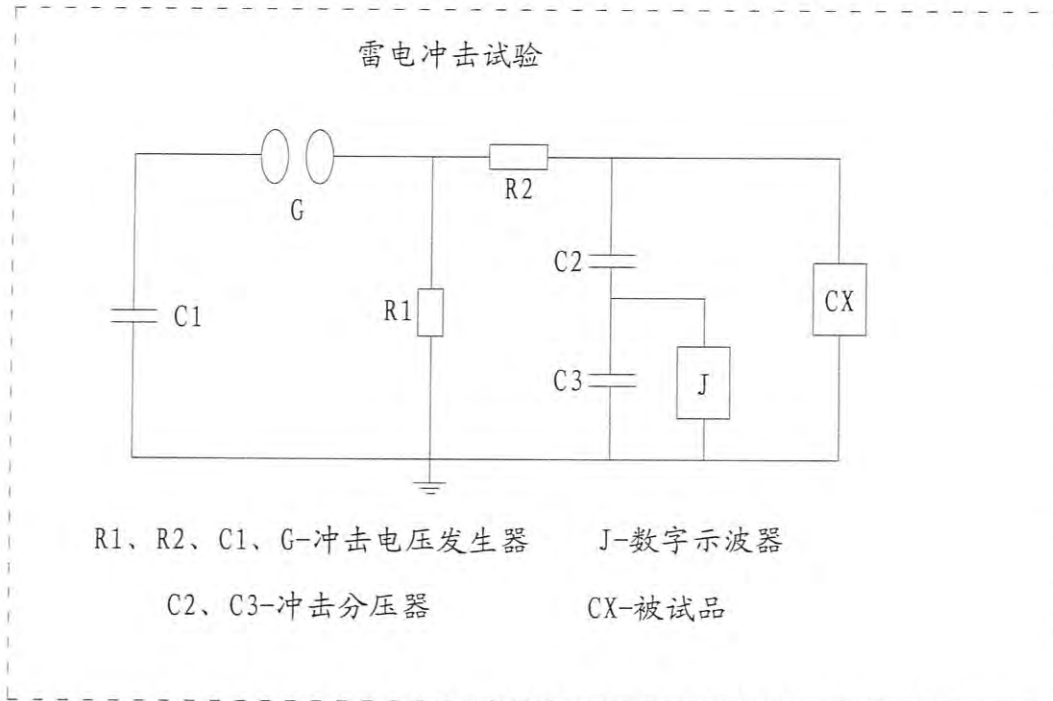 雷电冲击试验
G
R2
C2
C1
R1
CX
C3
J
R1、R2、C1、G-冲击电压发生器 J-数字示波器
C2、C3-冲击分压器 CX-被试品